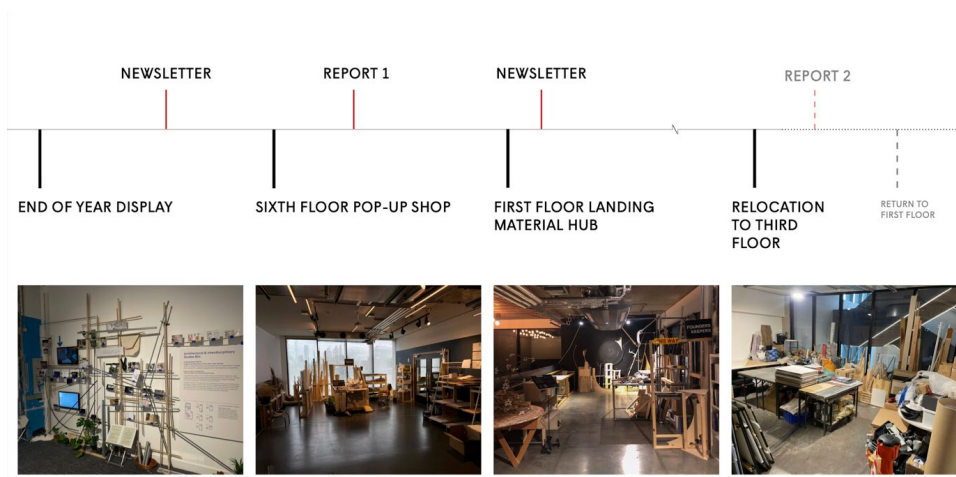 NEWSLETTER
REPORT 1
NEWSLETTER
REPORT 2
END OF YEAR DISPLAY
SIXTH FLOOR POP-UP SHOP
FIRST FLOOR LANDING
MATERIAL HUB
RELOCATION
TO THIRD
FLOOR
RETURN TO
FIRST FLOOR